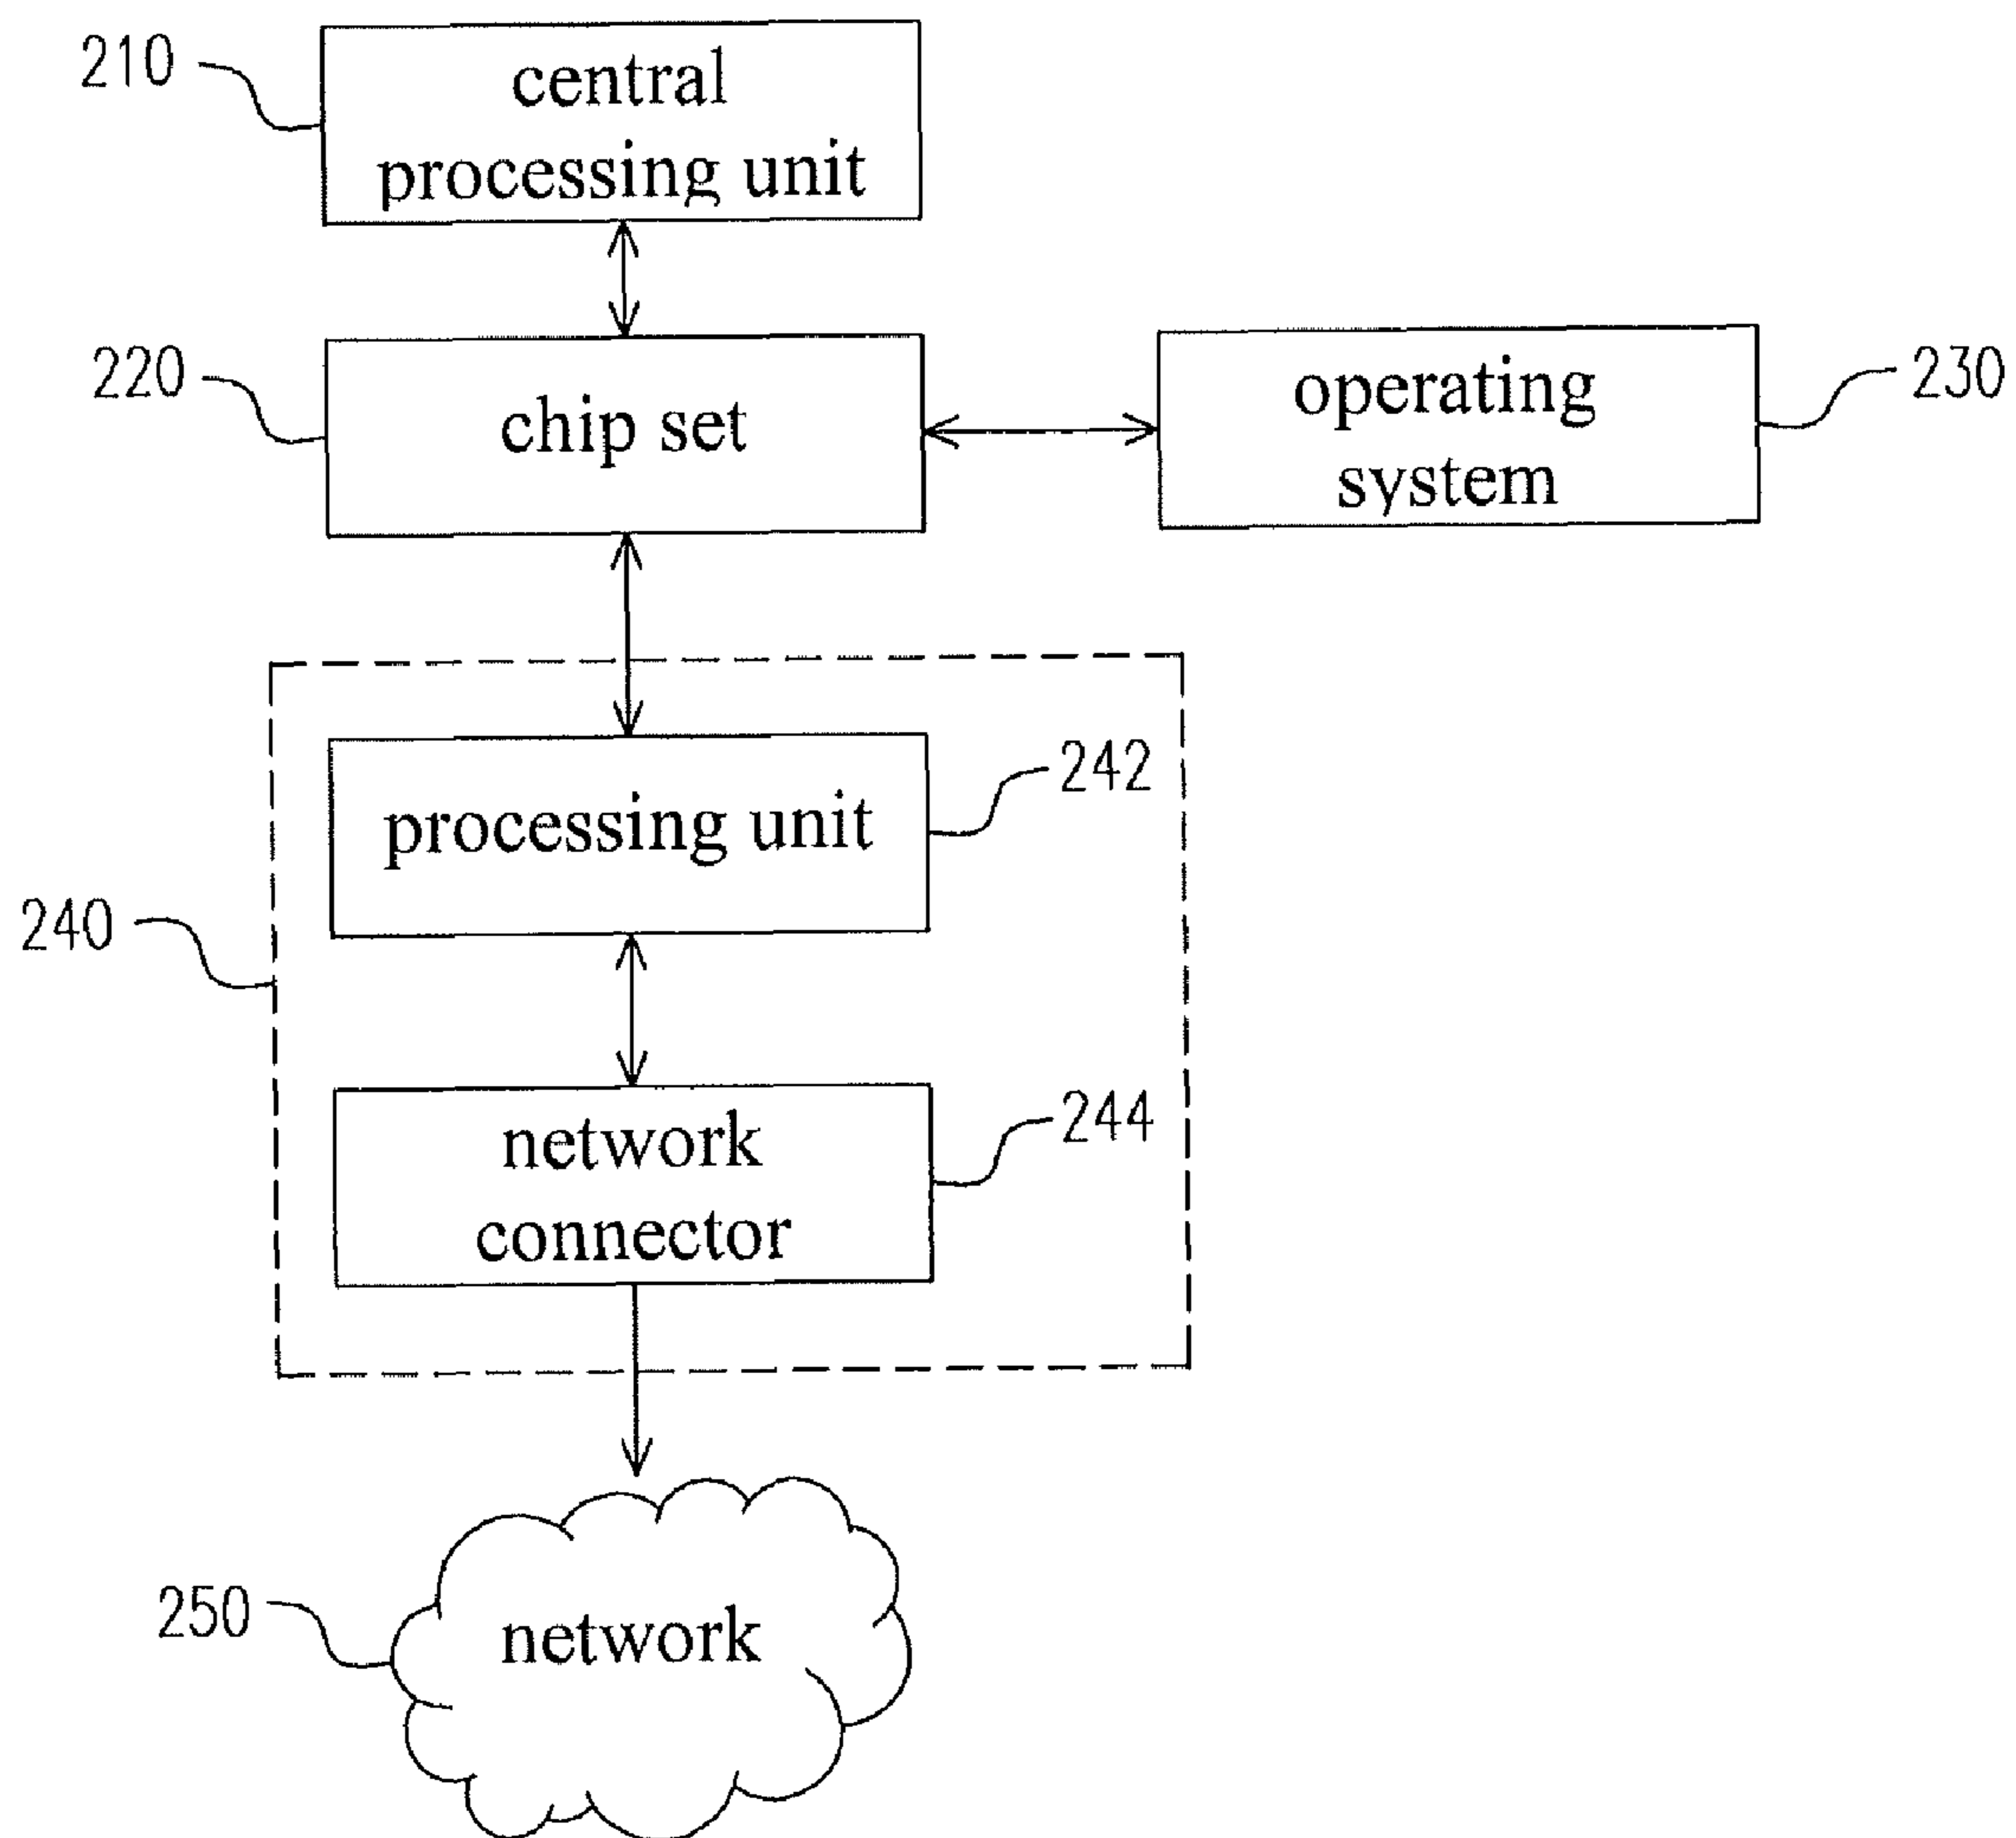 210
central
processing unit
220
chip set
operating
system
230
processing unit
242
240
network
connector
244
250
network